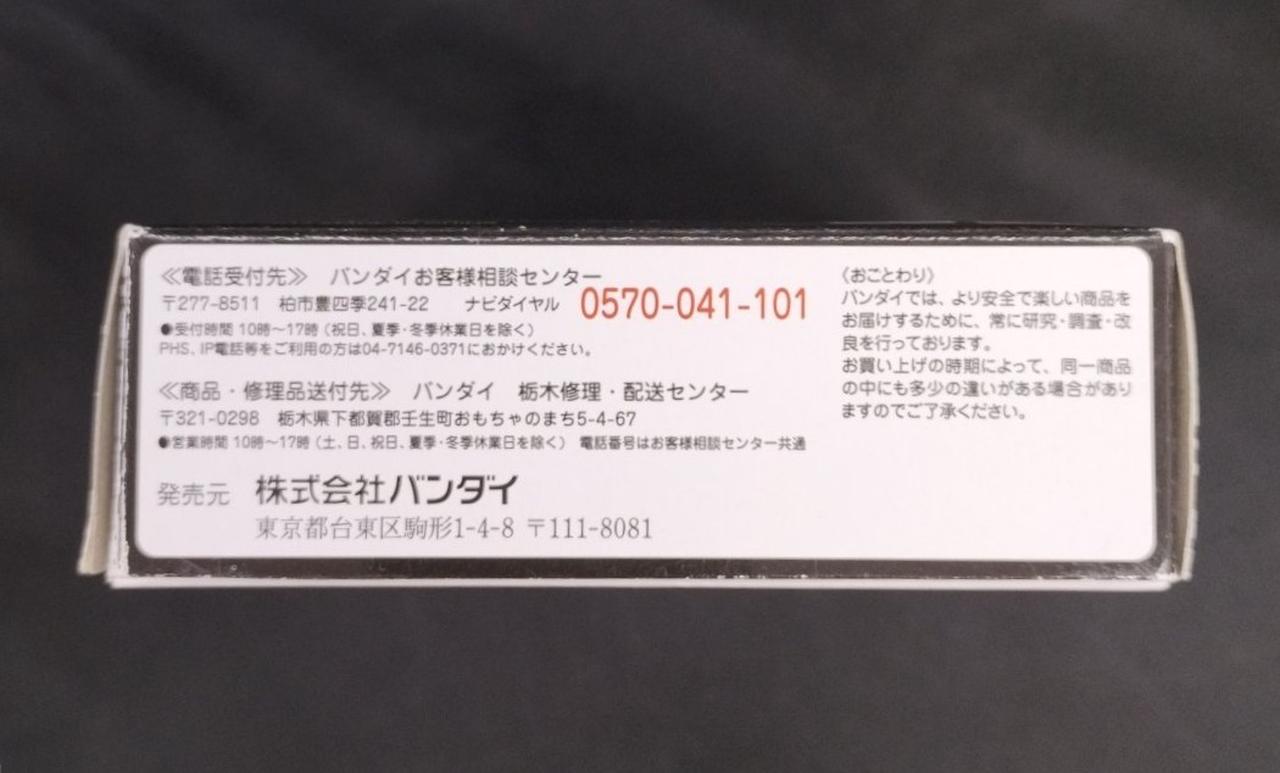 ≪電話受付先≫ バンダイお客様相談センター
〒277-8511 柏市豊四季241-22 ナビダイヤル 0570-041-101
●受付時間 10時～17時（祝日、夏季・冬季休業日を除く）
PHS、IP電話等をご利用の方は04-7146-0371におかけください。
≪商品・修理品送付先≫ バンダイ 栃木修理・配送センター
〒321-0298 栃木県下都賀郡壬生町おもちゃのまち5-4-67
●営業時間 10時～17時（土、日、祝日、夏季・冬季休業日を除く） 電話番号はお客様相談センター共通
発売元 株式会社バンダイ
東京都台東区駒形1-4-8 〒111-8081
〈おことわり〉
バンダイでは、より安全で楽しい商品を
お届けするために、常に研究・調査・改
良を行っております。
お買い上げの時期によって、同一商品
の中にも多少の違いがある場合があり
ますのでご了承ください。